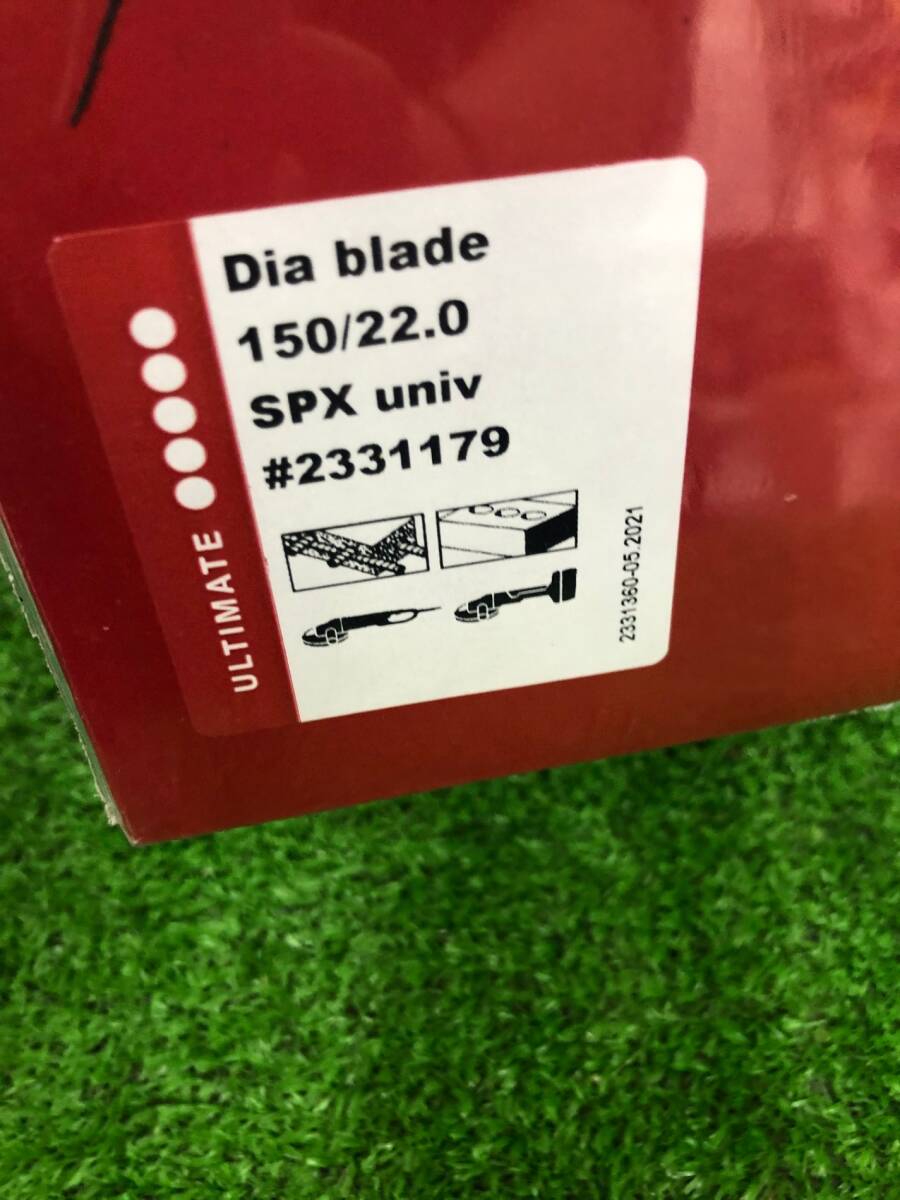 Dia blade
150/22.0
SPX univ
#2331179
ULTIMATE
2331360-05.2021